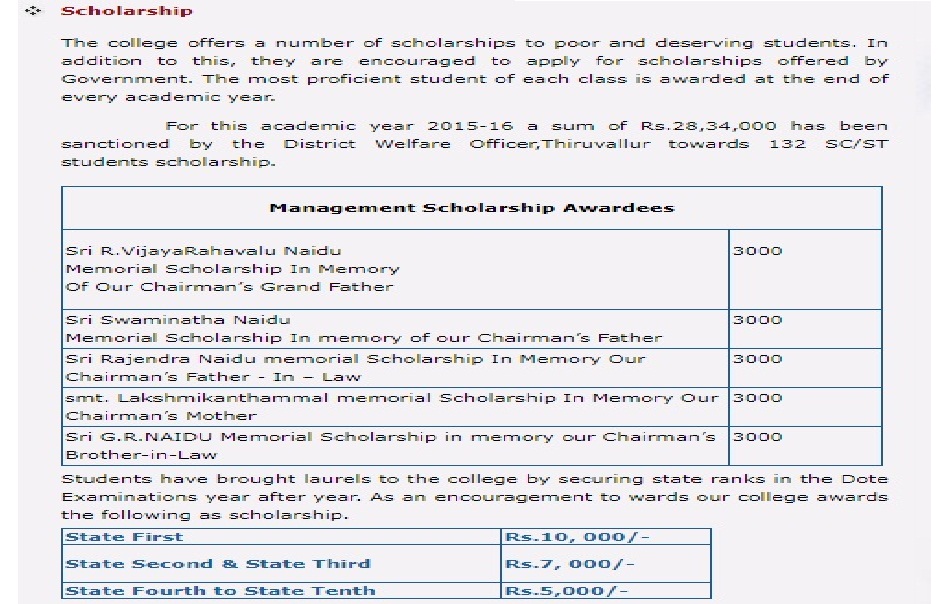 Scholarship
The college offers a number of scholarships to poor and deserving students. In
addition to this, they are encouraged to apply for scholarships offered by
Government. The most proficient student of each class is awarded at the end of
every academic year.
For this academic year 2015-16 a sum of Rs.28,34,000 has been
sanctioned by the District Welfare Officer,Thiruvallur towards 132 SC/ST
students scholarship.
Management Scholarship Awardees
Sri R.VijayaRahavalu Naidu 3000
Memorial Scholarship In Memory
Of Our Chairman's Grand Father
Sri Swaminatha Naidu 3000
Memorial Scholarship In memory of our Chairman's Father
Sri Rajendra Naidu memorial Scholarship In Memory Our 3000
Chairman's Father - In – Law
smt. Lakshmikanthammal memorial Scholarship In Memory Our 3000
Chairman's Mother
Sri G.R.NAIDU Memorial Scholarship in memory our Chairman's 3000
Brother-in-Law
Students have brought laurels to the college by securing state ranks in the Dote
Examinations year after year. As an encouragement to wards our college awards
the following as scholarship.
State First Rs.10, 000/-
State Second & State Third Rs.7, 000/-
State Fourth to State Tenth Rs.5,000/-